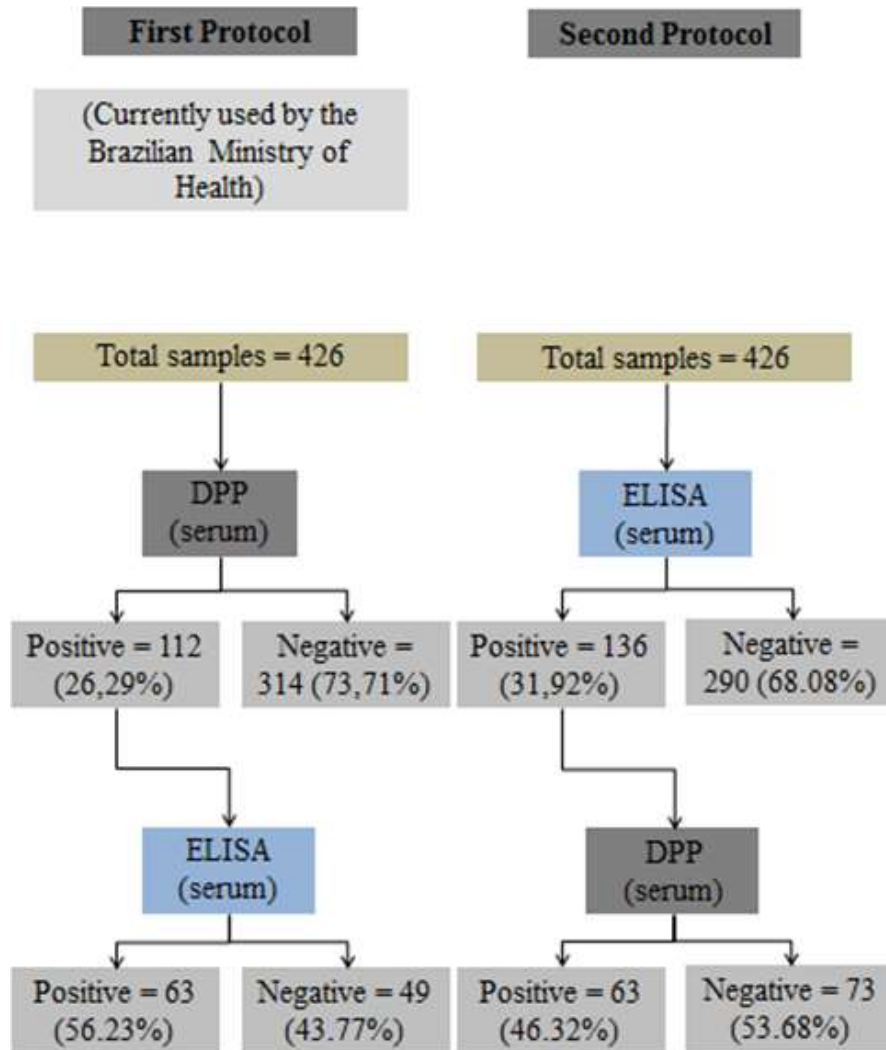 First Protocol
(Currently used by the
Brazilian Ministry of
Health)
Total samples = 426
DPP
(serum)
Positive = 112
(26,29%)
Negative =
314 (73,71%)
ELISA
(serum)
Positive = 63
(56.23%)
Negative = 49
(43.77%)
Second Protocol
Total samples = 426
ELISA
(serum)
Positive = 136
(31,92%)
Negative =
290 (68.08%)
DPP
(serum)
Positive = 63
(46.32%)
Negative = 73
(53.68%)